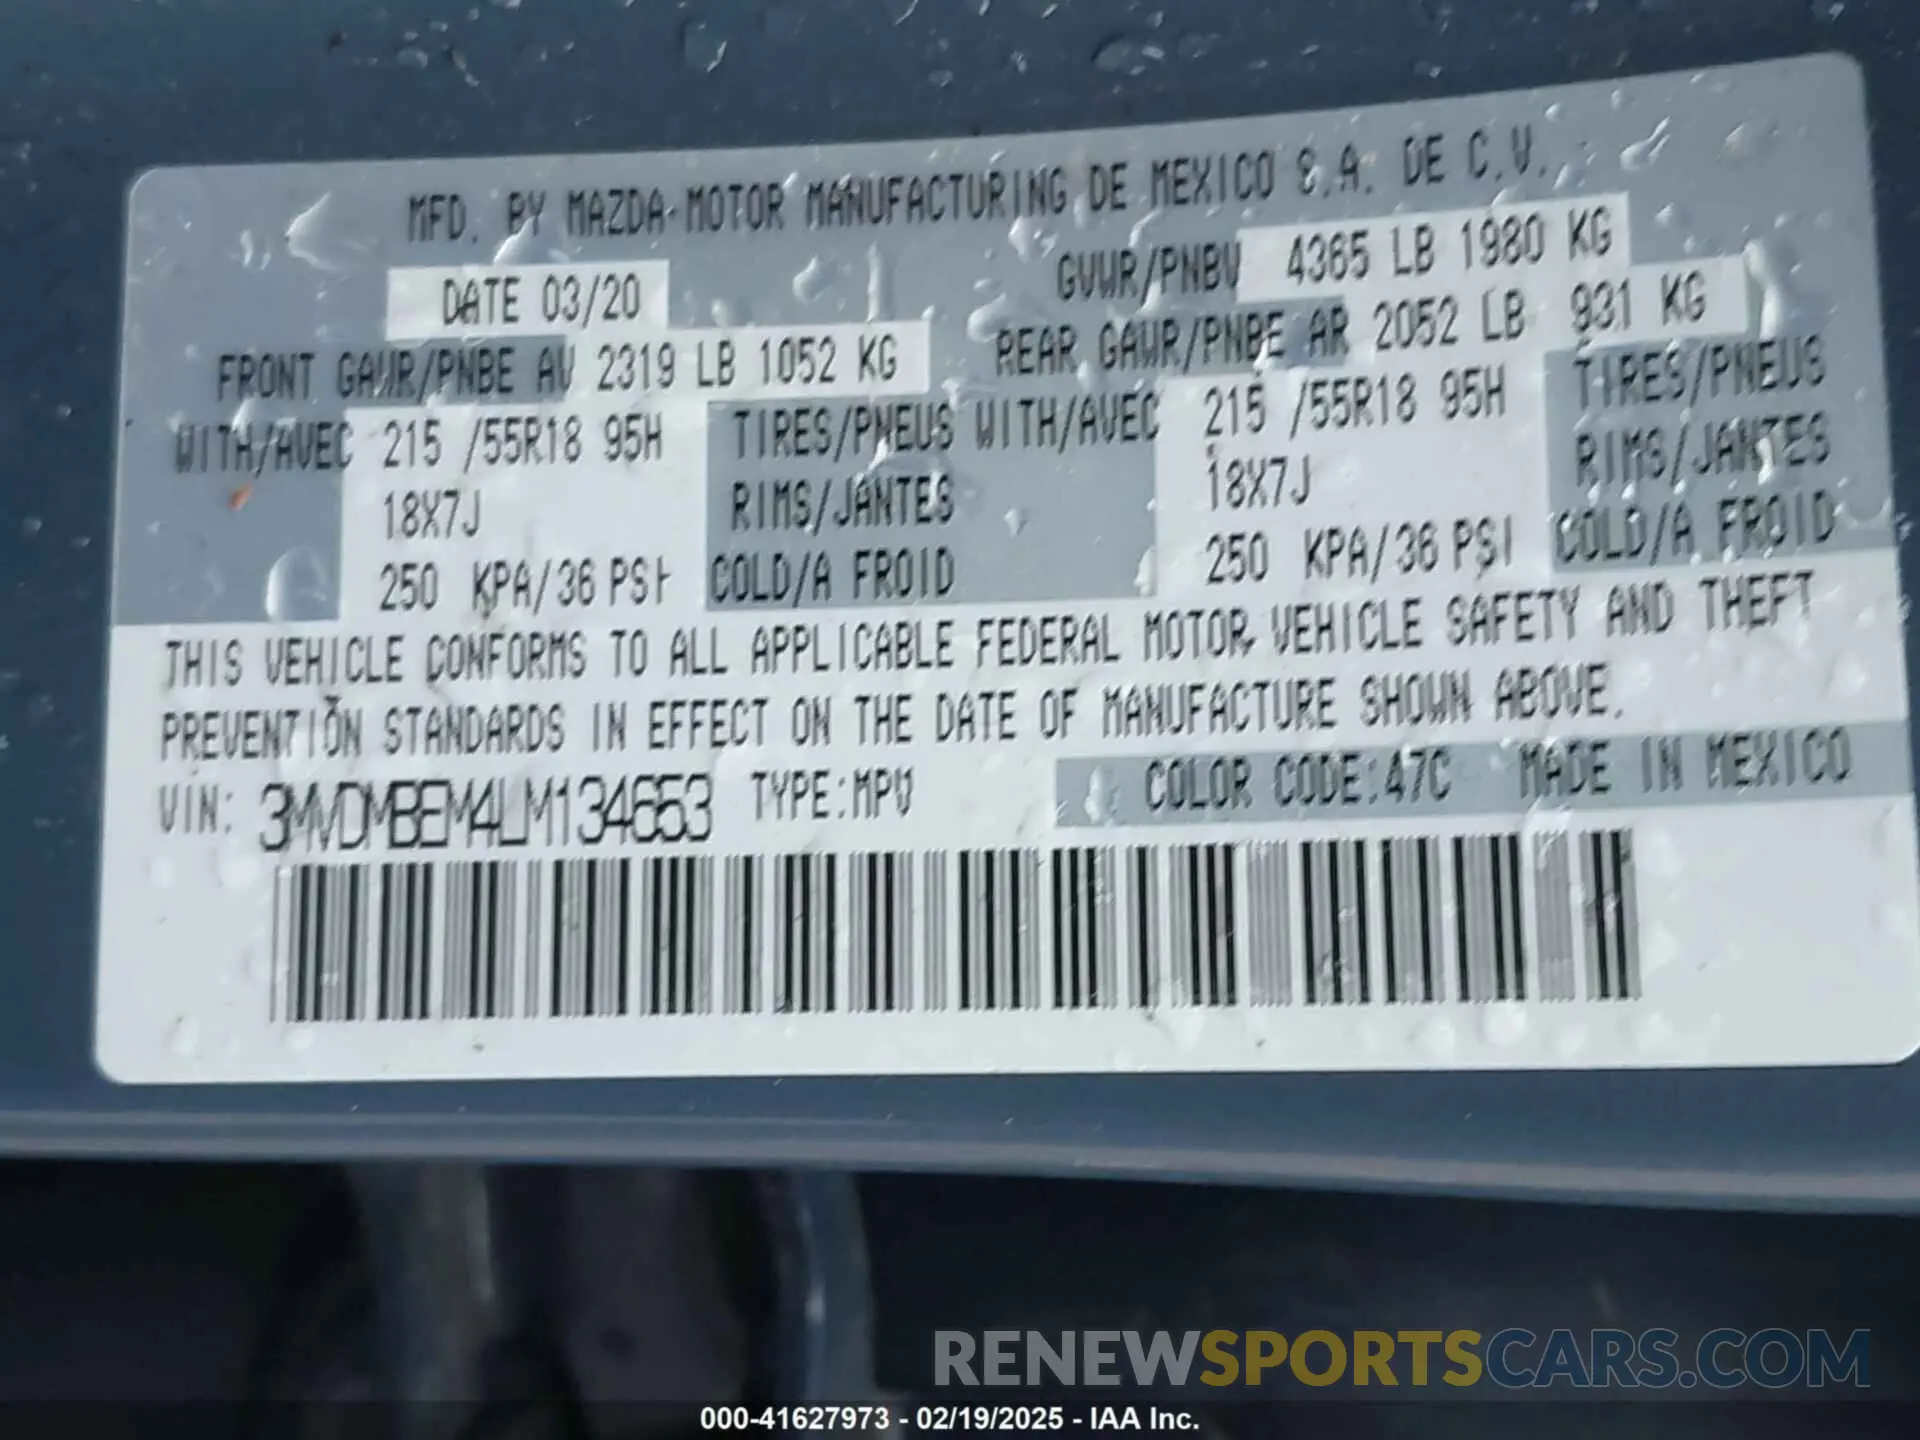 MFD. BY MAZDA MOTOR MANUFACTURING DE MEXICO S.A. DE C.V.
DATE 03/20 GVWR/PNBV 4365 LB 1980 KG
FRONT GAWR/PNBE AV 2319 LB 1052 KG REAR GAWR/PNBE AR 2052 LB 931 KG
WITH/AVEC 215 /55R18 95H TIRES/PNEUS WITH/AVEC 215 /55R18 95H TIRES/PNEUS
18X7J RIMS/JANTES 18X7J RIMS/JANTES
250 KPA/36 PSI COLD/A FROID 250 KPA/36 PSI COLD/A FROID
THIS VEHICLE CONFORMS TO ALL APPLICABLE FEDERAL MOTOR VEHICLE SAFETY AND THEFT
PREVENTION STANDARDS IN EFFECT ON THE DATE OF MANUFACTURE SHOWN ABOVE.
VIN: 3MVDMBEM4LM134653 TYPE:MPV COLOR CODE:47C MADE IN MEXICO
RENEWSPORTSCARS.COM
000-41627973 - 02/19/2025 - IAA Inc.